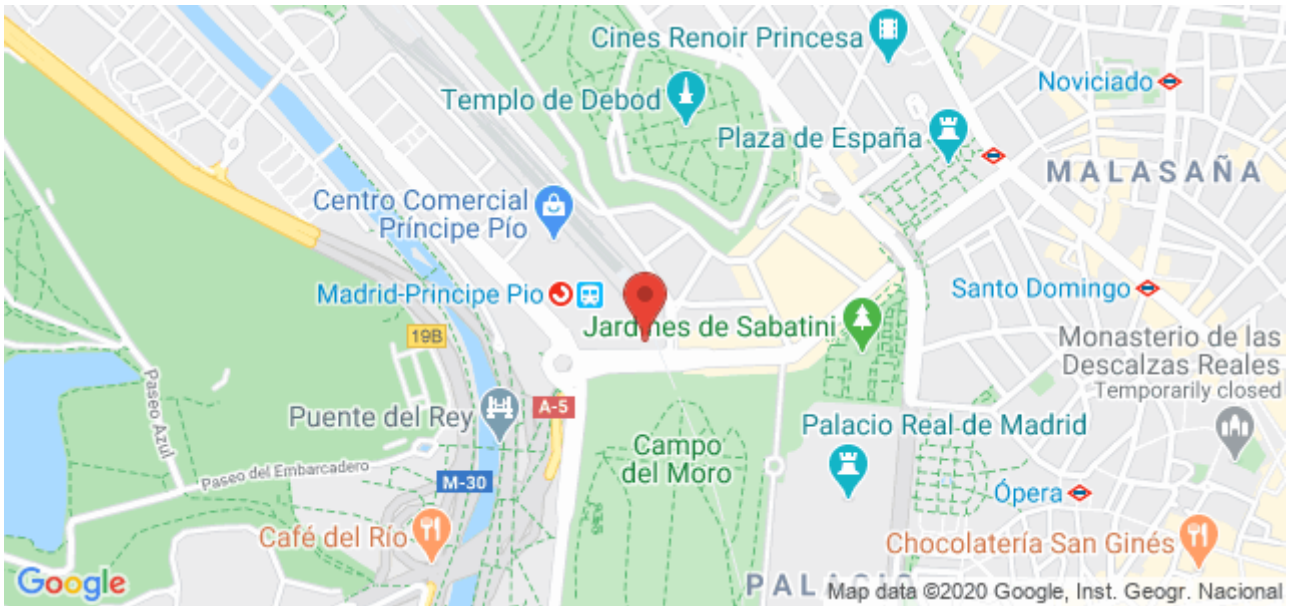 Cines Renoir Princesa
Noviciado
Templo de Debod
Plaza de España
MALASAÑA
Centro Comercial
Príncipe Pío
Madrid-Principe Pio
Santo Domingo
Jardines de Sabatini
19B
Monasterio de las
Descalzas Reales
Temporarily closed
Paseo Azul
A-5
Puente del Rey
Palacio Real de Madrid
Campo
del Moro
Paseo del Embarcadero
M-30
Ópera
Café del Río
Chocolatería San Ginés
Google
PALACIO
Map data ©2020 Google, Inst. Geogr. Nacional